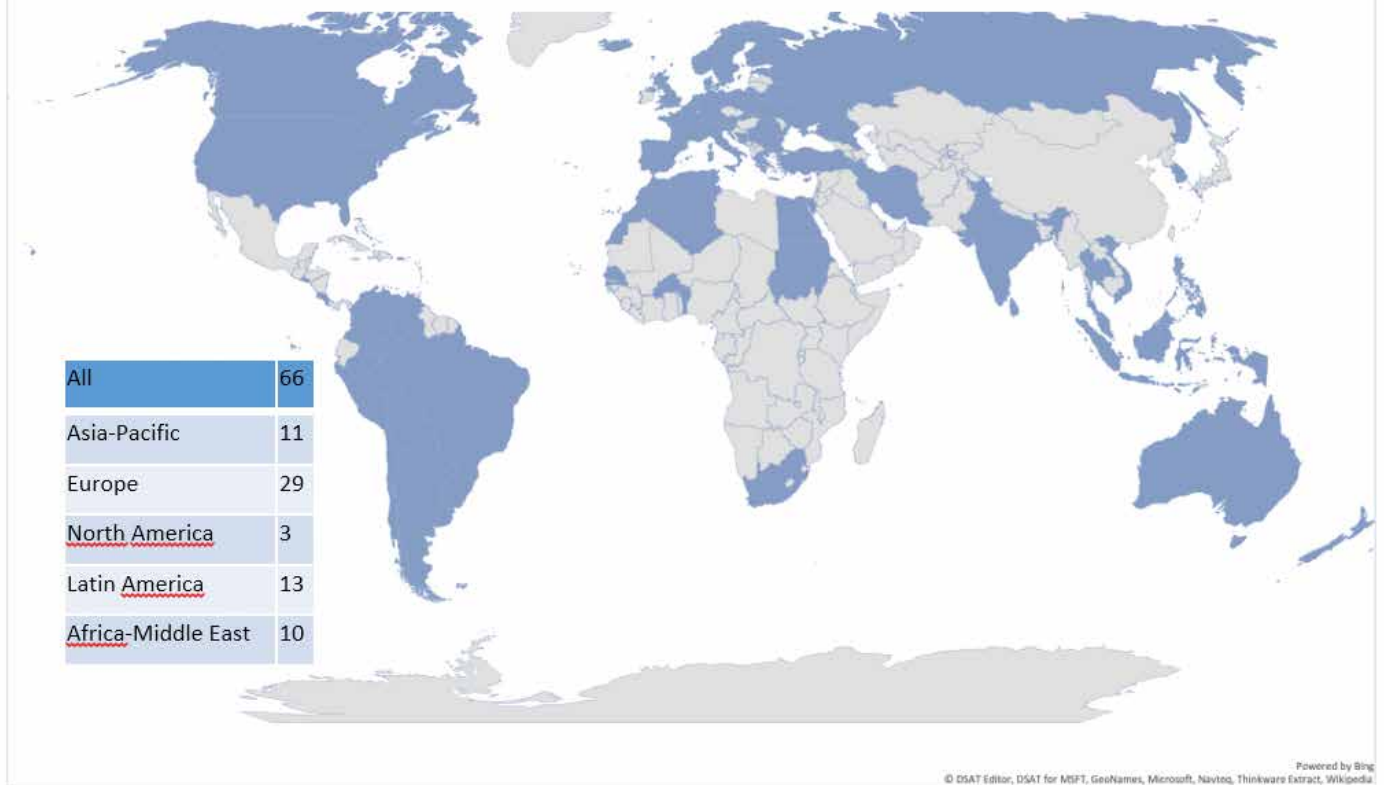 All 66
Asia-Pacific 11
Europe 29
North America 3
Latin America 13
Africa-Middle East 10
Powered by Bing
© DSAT Editor, DSAT for MSFT, GeoNames, Microsoft, Navteq, Thinkware Extract, Wikipedia